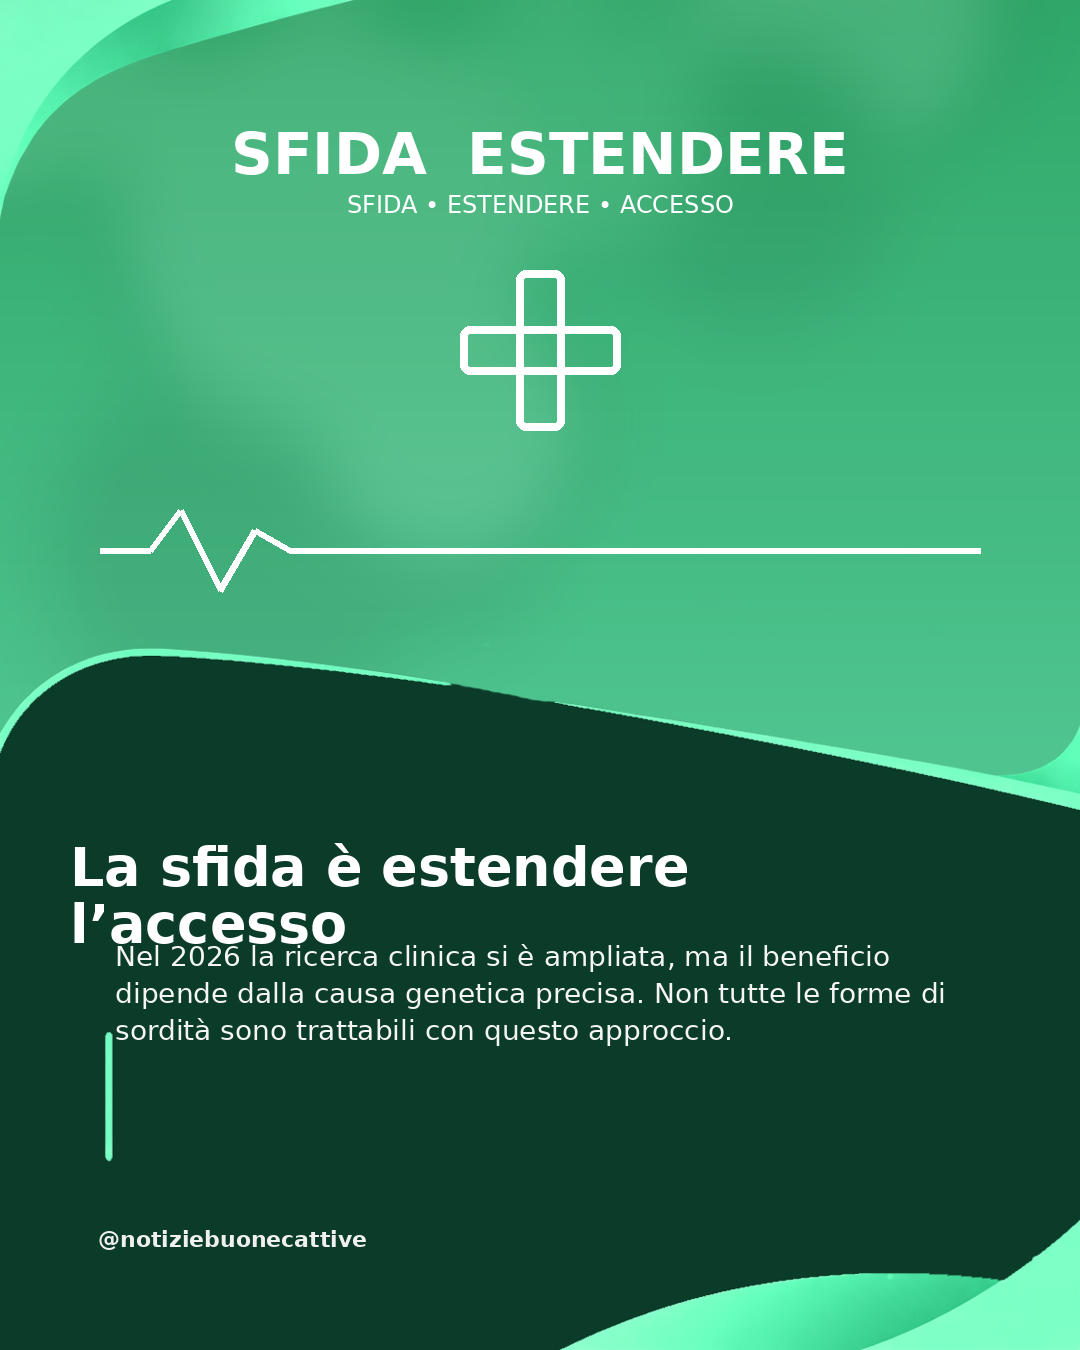 SFIDA ESTENDERE
SFIDA • ESTENDERE • ACCESSO
La sfida è estendere
l’accesso
Nel 2026 la ricerca clinica si è ampliata, ma il beneficio
dipende dalla causa genetica precisa. Non tutte le forme di
sordità sono trattabili con questo approccio.
@notiziebuonecattive